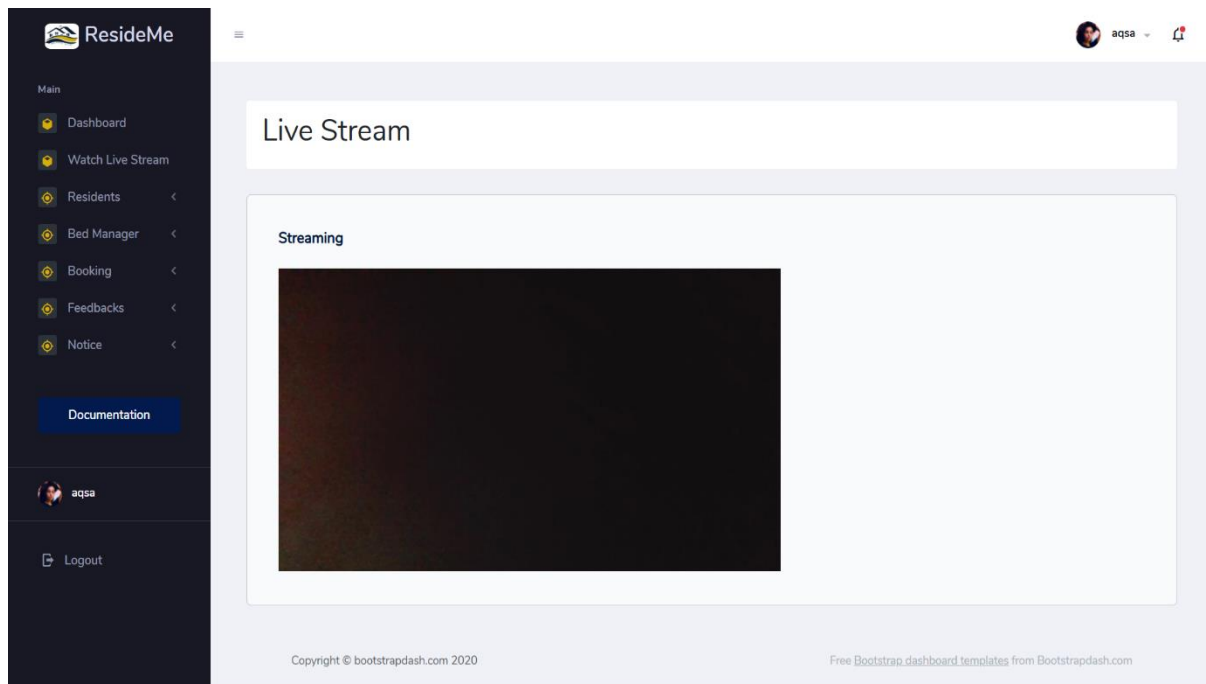 ResideMe
aqsa
Main
Dashboard
Watch Live Stream
Residents
Bed Manager
Booking
Feedbacks
Notice
Documentation
aqsa
Logout
Live Stream
Streaming
Copyright © bootstrapdash.com 2020
Free Bootstrap dashboard templates from Bootstrapdash.com